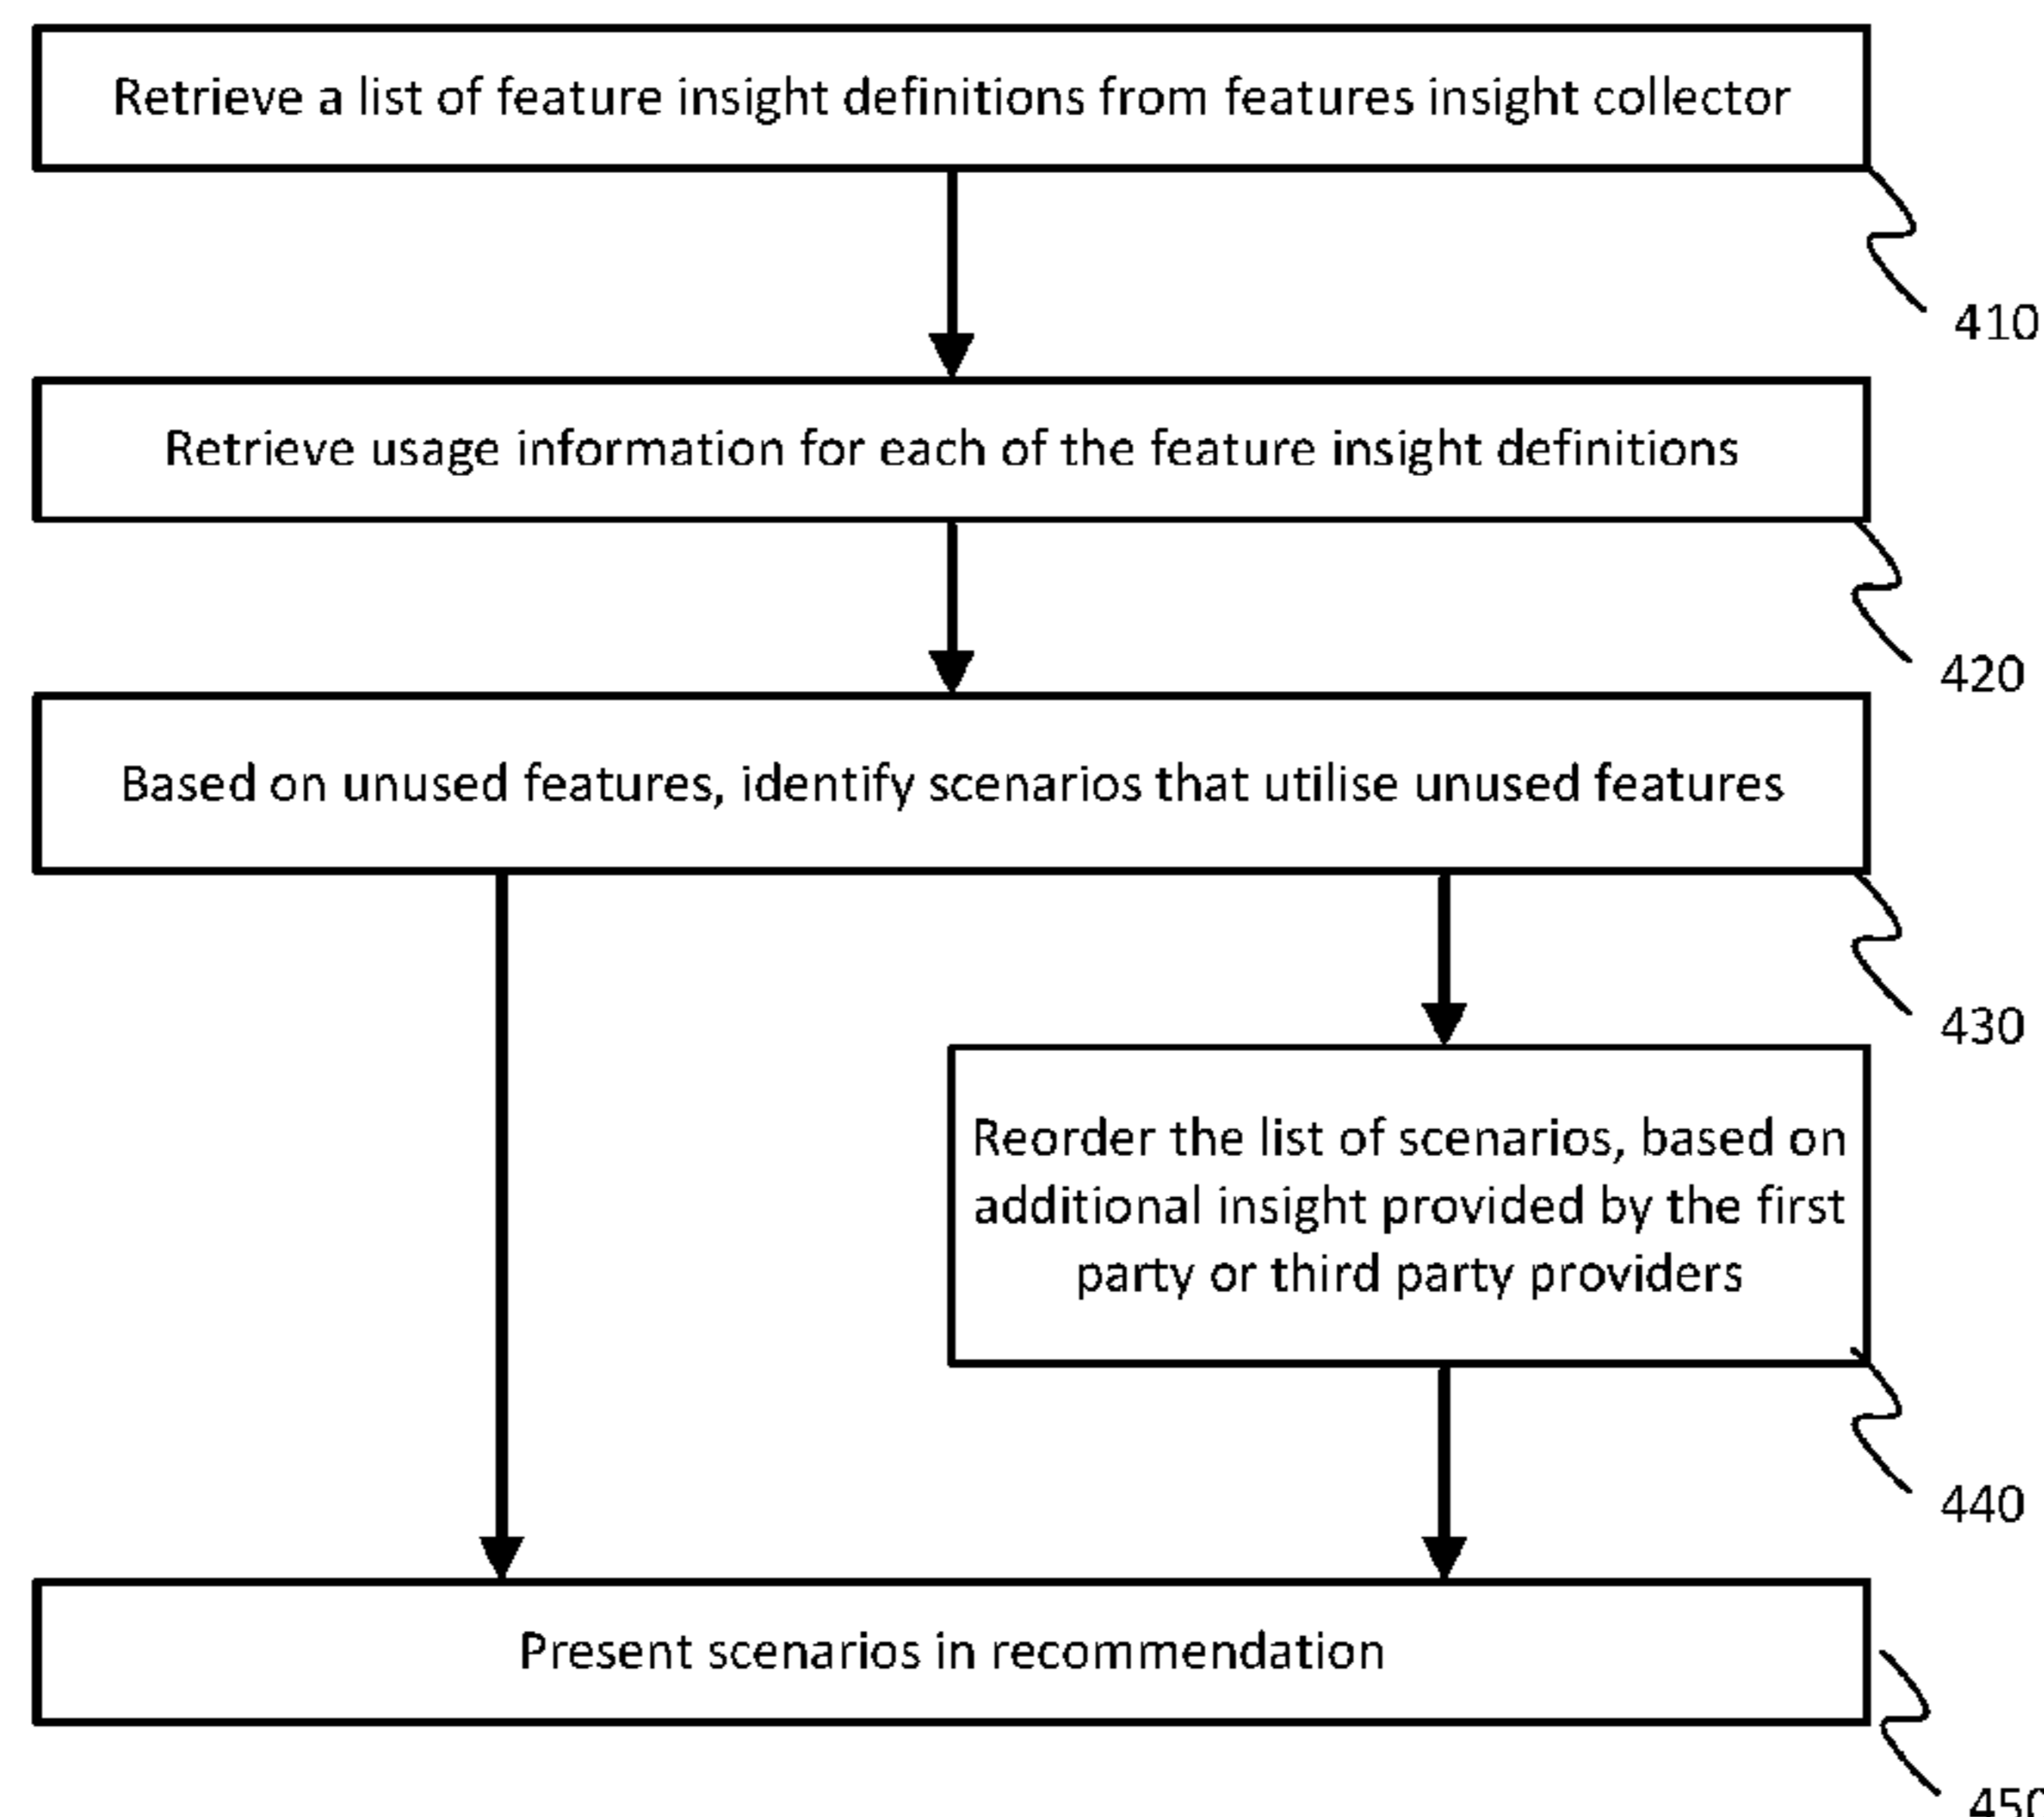 Retrieve a list of feature insight definitions from features insight collector
410
Retrieve usage information for each of the feature insight definitions
420
Based on unused features, identify scenarios that utilise unused features
430
Reorder the list of scenarios, based on
additional insight provided by the first
party or third party providers
440
Present scenarios in recommendation
450